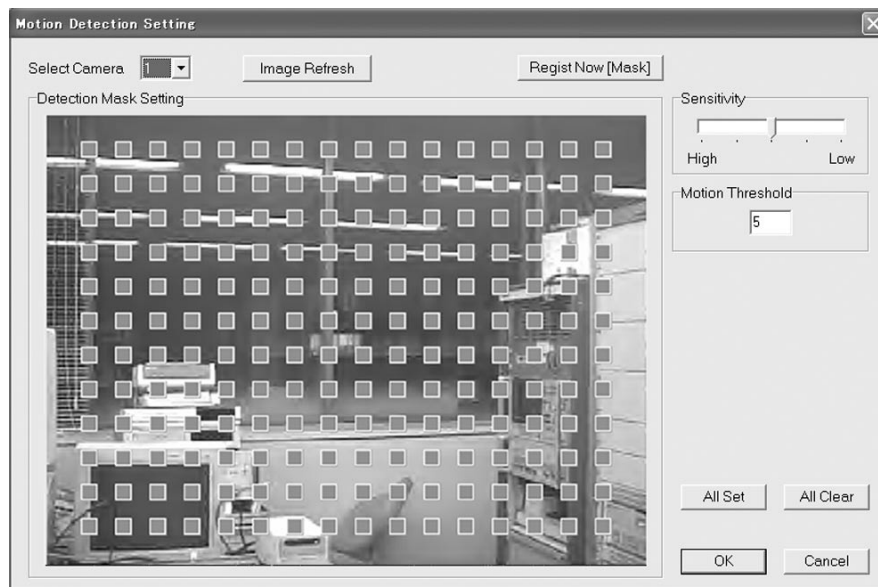 Motion Detection Setting
Select Camera 1 Image Refresh Regist Now [Mask]
Detection Mask Setting
Sensitivity
High Low
Motion Threshold
5
All Set All Clear
OK Cancel